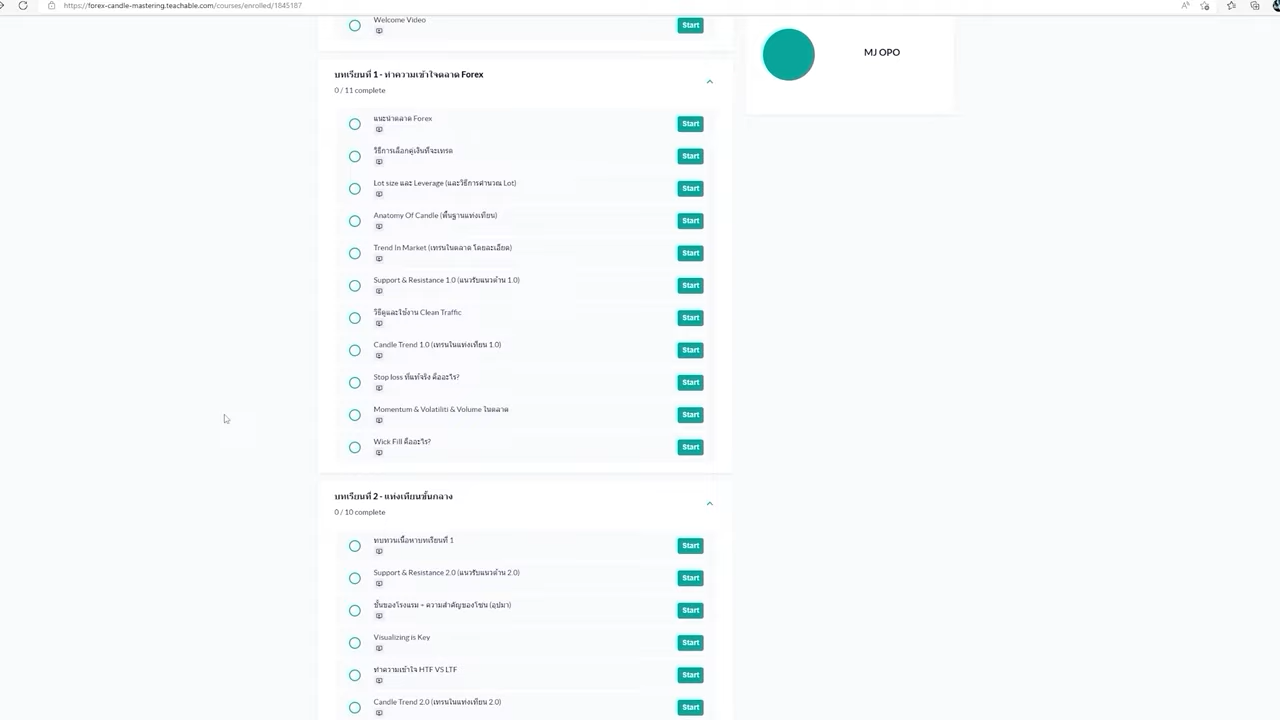 https://forex-candle-mastering.teachable.com/courses/enrolled/1845187
Welcome Video
Start
MJ OPO
บทเรียนที่ 1 - ทำความเข้าใจตลาด Forex
0 / 11 complete
แนะนำตลาด Forex
Start
วิธีการเลือกคู่เงินที่จะเทรด
Start
Lot size และ Leverage (และวิธีการคำนวณ Lot)
Start
Anatomy Of Candle (พื้นฐานแท่งเทียน)
Start
Trend In Market (เทรนในตลาด โดยละเอียด)
Start
Support & Resistance 1.0 (แนวรับแนวต้าน 1.0)
Start
วิธีดูและใช้งาน Clean Traffic
Start
Candle Trend 1.0 (เทรนในแท่งเทียน 1.0)
Start
Stop loss ที่แท้จริง คืออะไร?
Start
Momentum & Volatiliti & Volume ในตลาด
Start
Wick Fill คืออะไร?
Start
บทเรียนที่ 2 - แท่งเทียนขั้นกลาง
0 / 10 complete
ทบทวนเนื้อหาบทเรียนที่ 1
Start
Support & Resistance 2.0 (แนวรับแนวต้าน 2.0)
Start
ชั้นของโรงแรม = ความสำคัญของโซน (อุปมา)
Start
Visualizing is Key
Start
ทำความเข้าใจ HTF VS LTF
Start
Candle Trend 2.0 (เทรนในแท่งเทียน 2.0)
Start